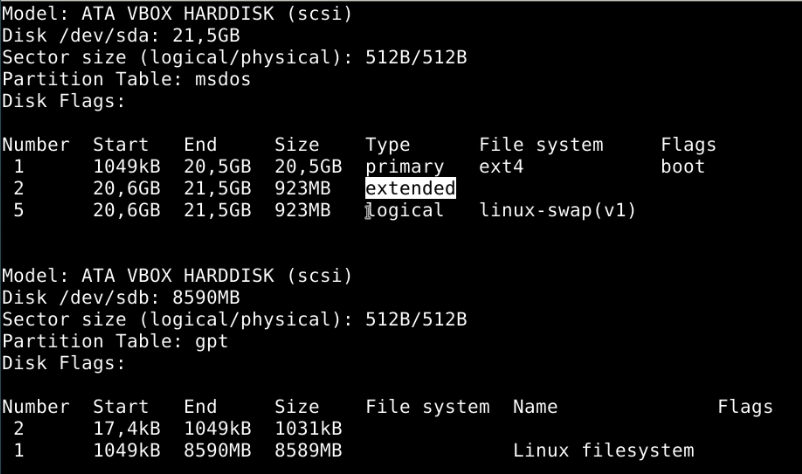 Model: ATA VBOX HARDDISK (scsi)
Disk /dev/sda: 21,5GB
Sector size (logical/physical): 512B/512B
Partition Table: msdos
Disk Flags:
Number  Start   End     Size    Type      File system     Flags
 1      1049kB  20,5GB  20,5GB  primary   ext4            boot
 2      20,6GB  21,5GB  923MB   extended
 5      20,6GB  21,5GB  923MB   logical   linux-swap(v1)
Model: ATA VBOX HARDDISK (scsi)
Disk /dev/sdb: 8590MB
Sector size (logical/physical): 512B/512B
Partition Table: gpt
Disk Flags:
Number  Start   End     Size    File system  Name              Flags
 2      17,4kB  1049kB  1031kB
 1      1049kB  8590MB  8589MB               Linux filesystem